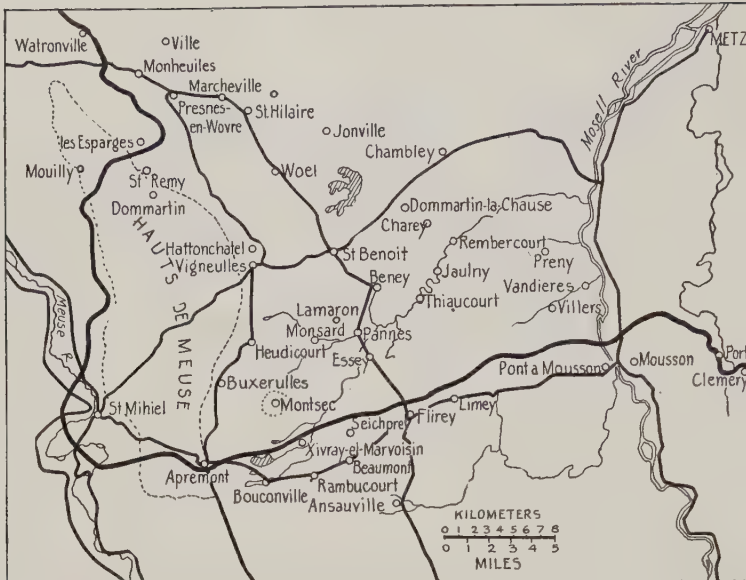 Watronville
Ville
METZ
Monheuiles
Marcheville
Presnes-
en-Wovre
St. Hilaire
Mosell River
les Esparges
Jonville
Chambley
Mouilly
St Remy
Woel
Dommartin
Dommartin-la-Chause
Charey
HAUTS DE MEUSE
Hattonchatel
Vigneulles
St Benoit
Rembercourt
Preny
Beney
Jaulny
Vandieres
Meuse R.
Lamaron
Thiaucourt
Villers
Monsard
Pannes
Heudicourt
Esse
Pont a Mousson
Mousson
Port
Clemery
Buxerulles
Montsec
St Mihiel
Limey
Flirey
Seichprey
Xivray-el-Marvoisin
Beaumont
Apremont
Rambucourt
Bouconville
Ansauville
KILOMETERS
0 1 2 3 4 5 6 7 8
0 1 2 3 4 5
MILES